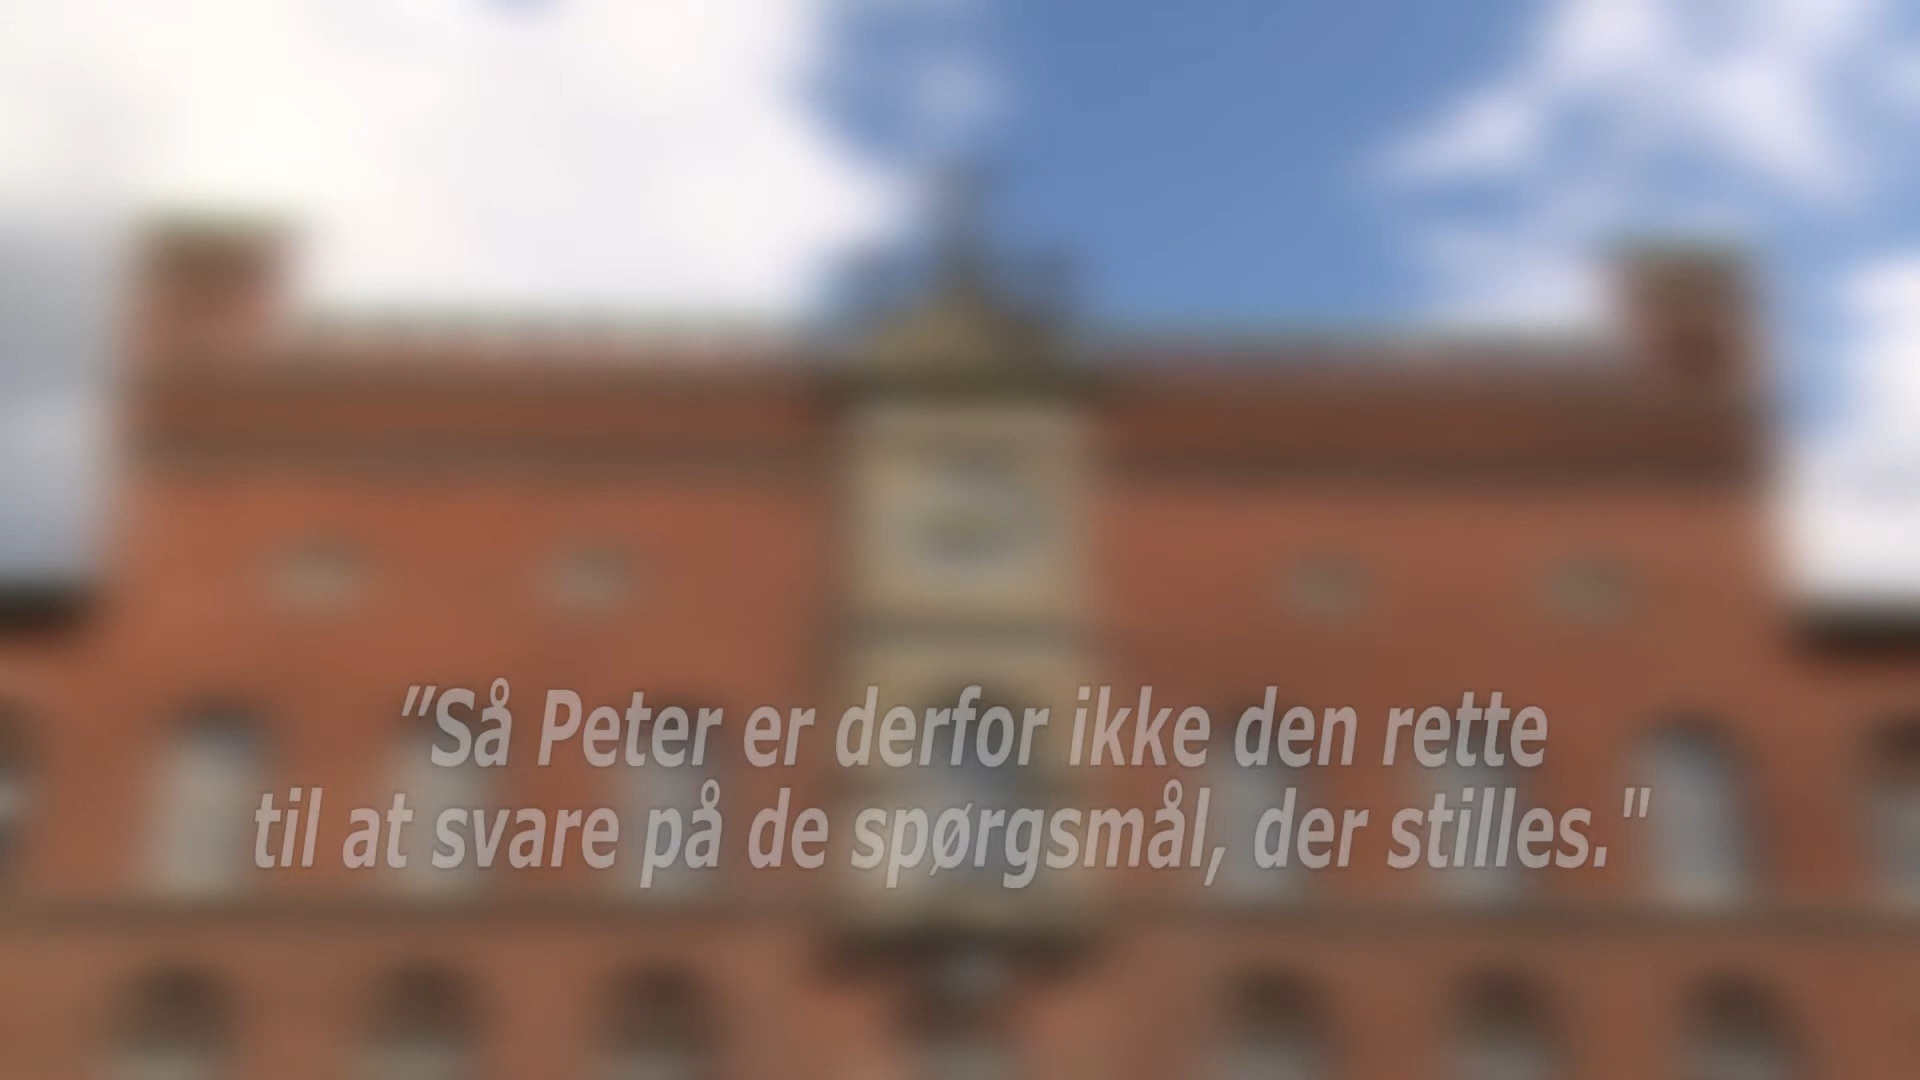 "Så Peter er derfor ikke den rette
til at svare på de spørgsmål, der stilles."